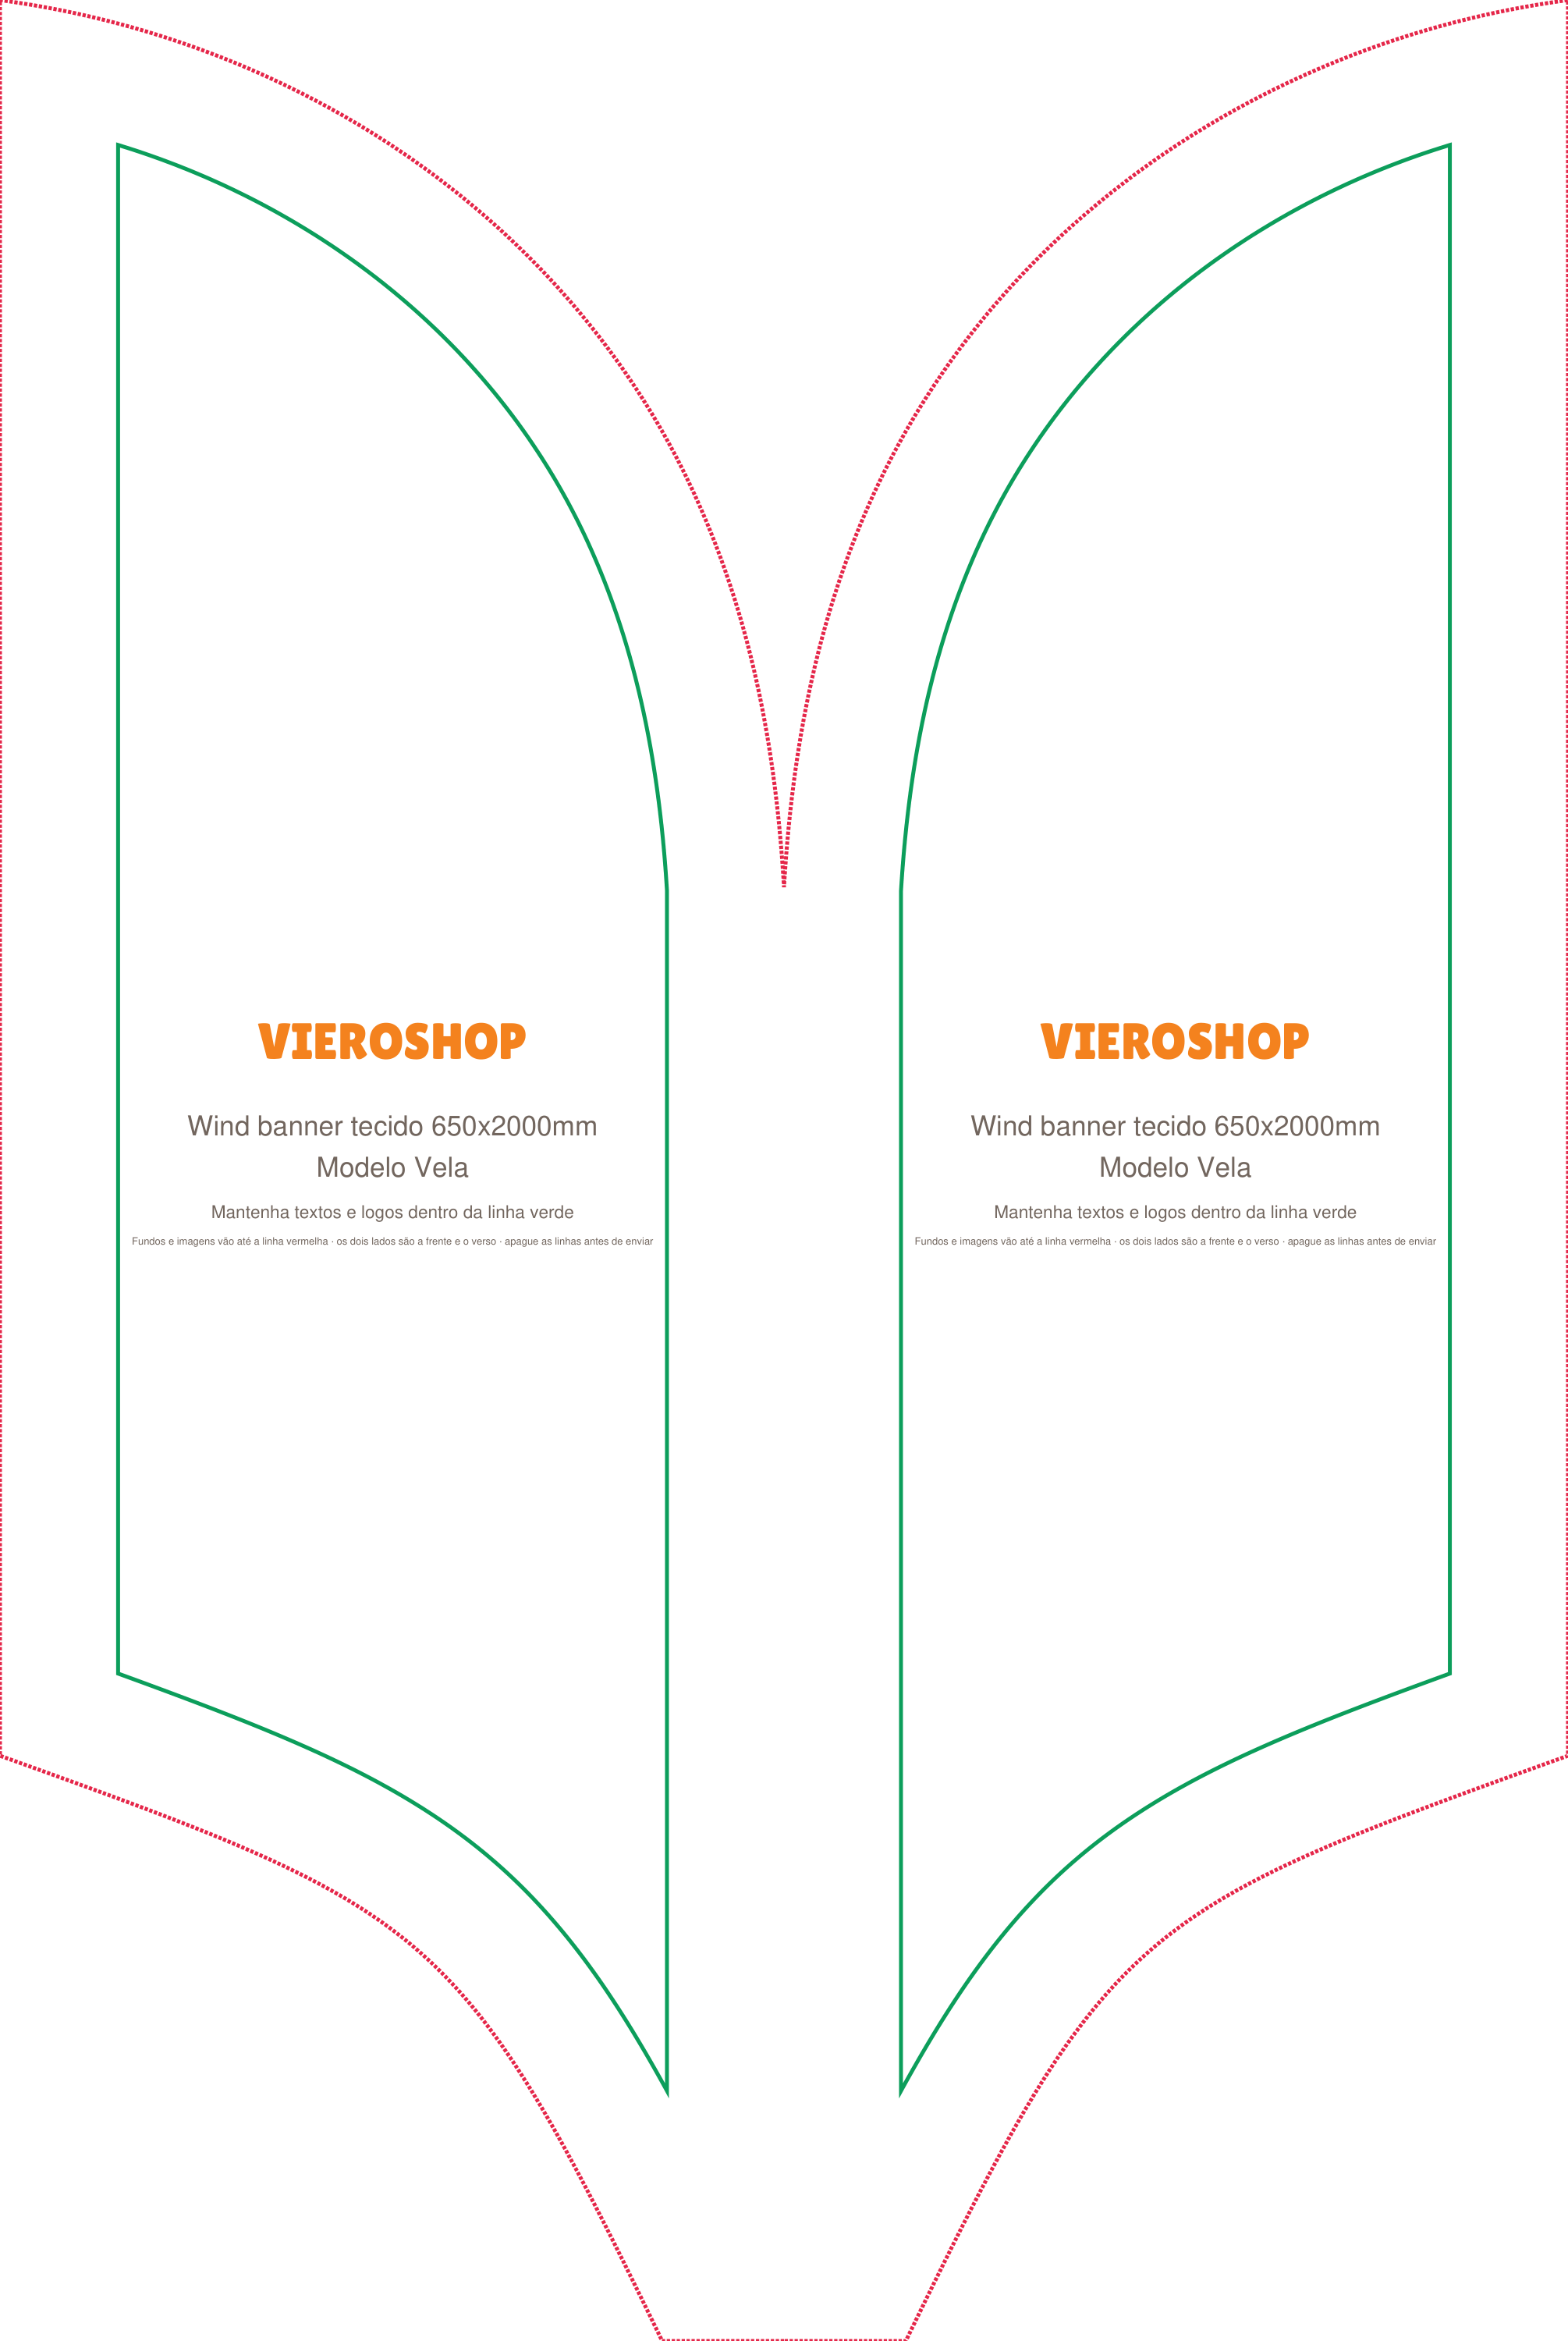 VIEROSHOP
Wind banner tecido 650x2000mm
Modelo Vela
Mantenha textos e logos dentro da linha verde
Fundos e imagens vão até a linha vermelha · os dois lados são a frente e o verso · apague as linhas antes de enviar
VIEROSHOP
Wind banner tecido 650x2000mm
Modelo Vela
Mantenha textos e logos dentro da linha verde
Fundos e imagens vão até a linha vermelha · os dois lados são a frente e o verso · apague as linhas antes de enviar